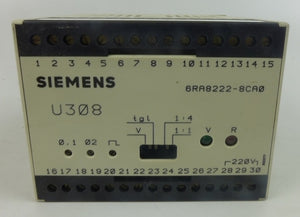 1 2 3 4 5 6 7 8 9 10 11 12 13 14 15
SIEMENS 6RA8222-8CA0
U308
tgl 1:4
V 1:1 V R
0.1 02
220V
16 17 18 19 20 21 22 23 24 25 26 27 28 29 30